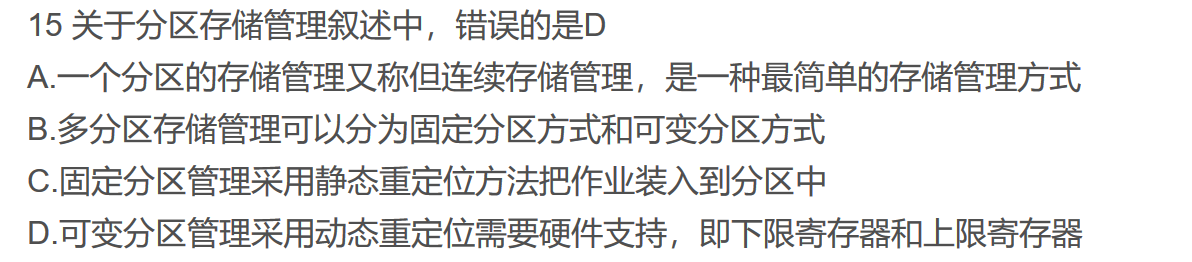 15 关于分区存储管理叙述中，错误的是D
A.一个分区的存储管理又称但连续存储管理，是一种最简单的存储管理方式
B.多分区存储管理可以分为固定分区方式和可变分区方式
C.固定分区管理采用静态重定位方法把作业装入到分区中
D.可变分区管理采用动态重定位需要硬件支持，即下限寄存器和上限寄存器